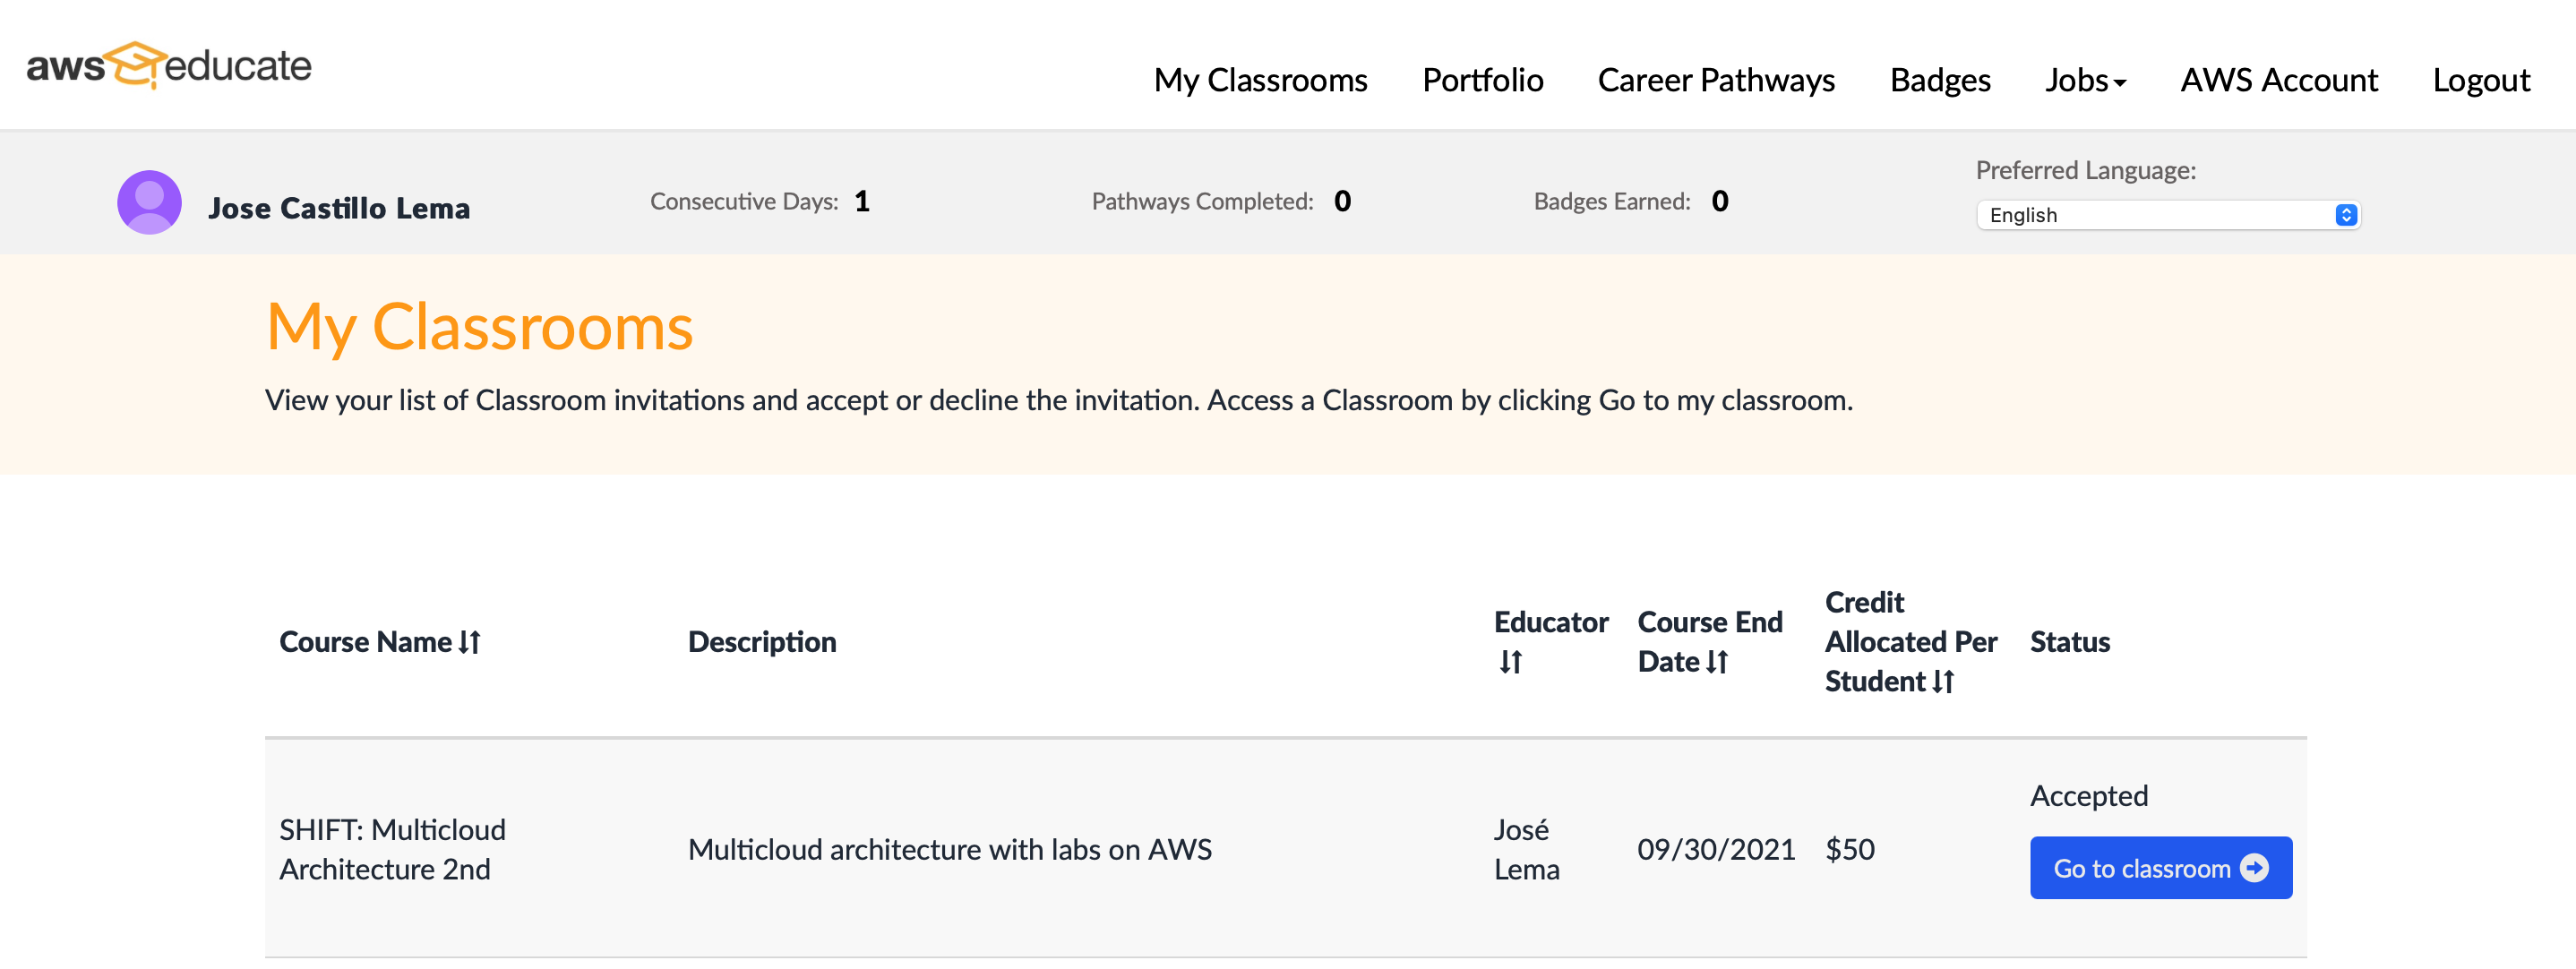 aws educate
My Classrooms Portfolio Career Pathways Badges Jobs AWS Account Logout
Preferred Language:
Jose Castillo Lema Consecutive Days: 1 Pathways Completed: 0 Badges Earned: 0
English
My Classrooms
View your list of Classroom invitations and accept or decline the invitation. Access a Classroom by clicking Go to my classroom.
Course Name
Description
Educator
Course End
Date
Credit
Allocated Per
Student
Status
SHIFT: Multicloud
Architecture 2nd
Multicloud architecture with labs on AWS
José
Lema
09/30/2021
$50
Accepted
Go to classroom